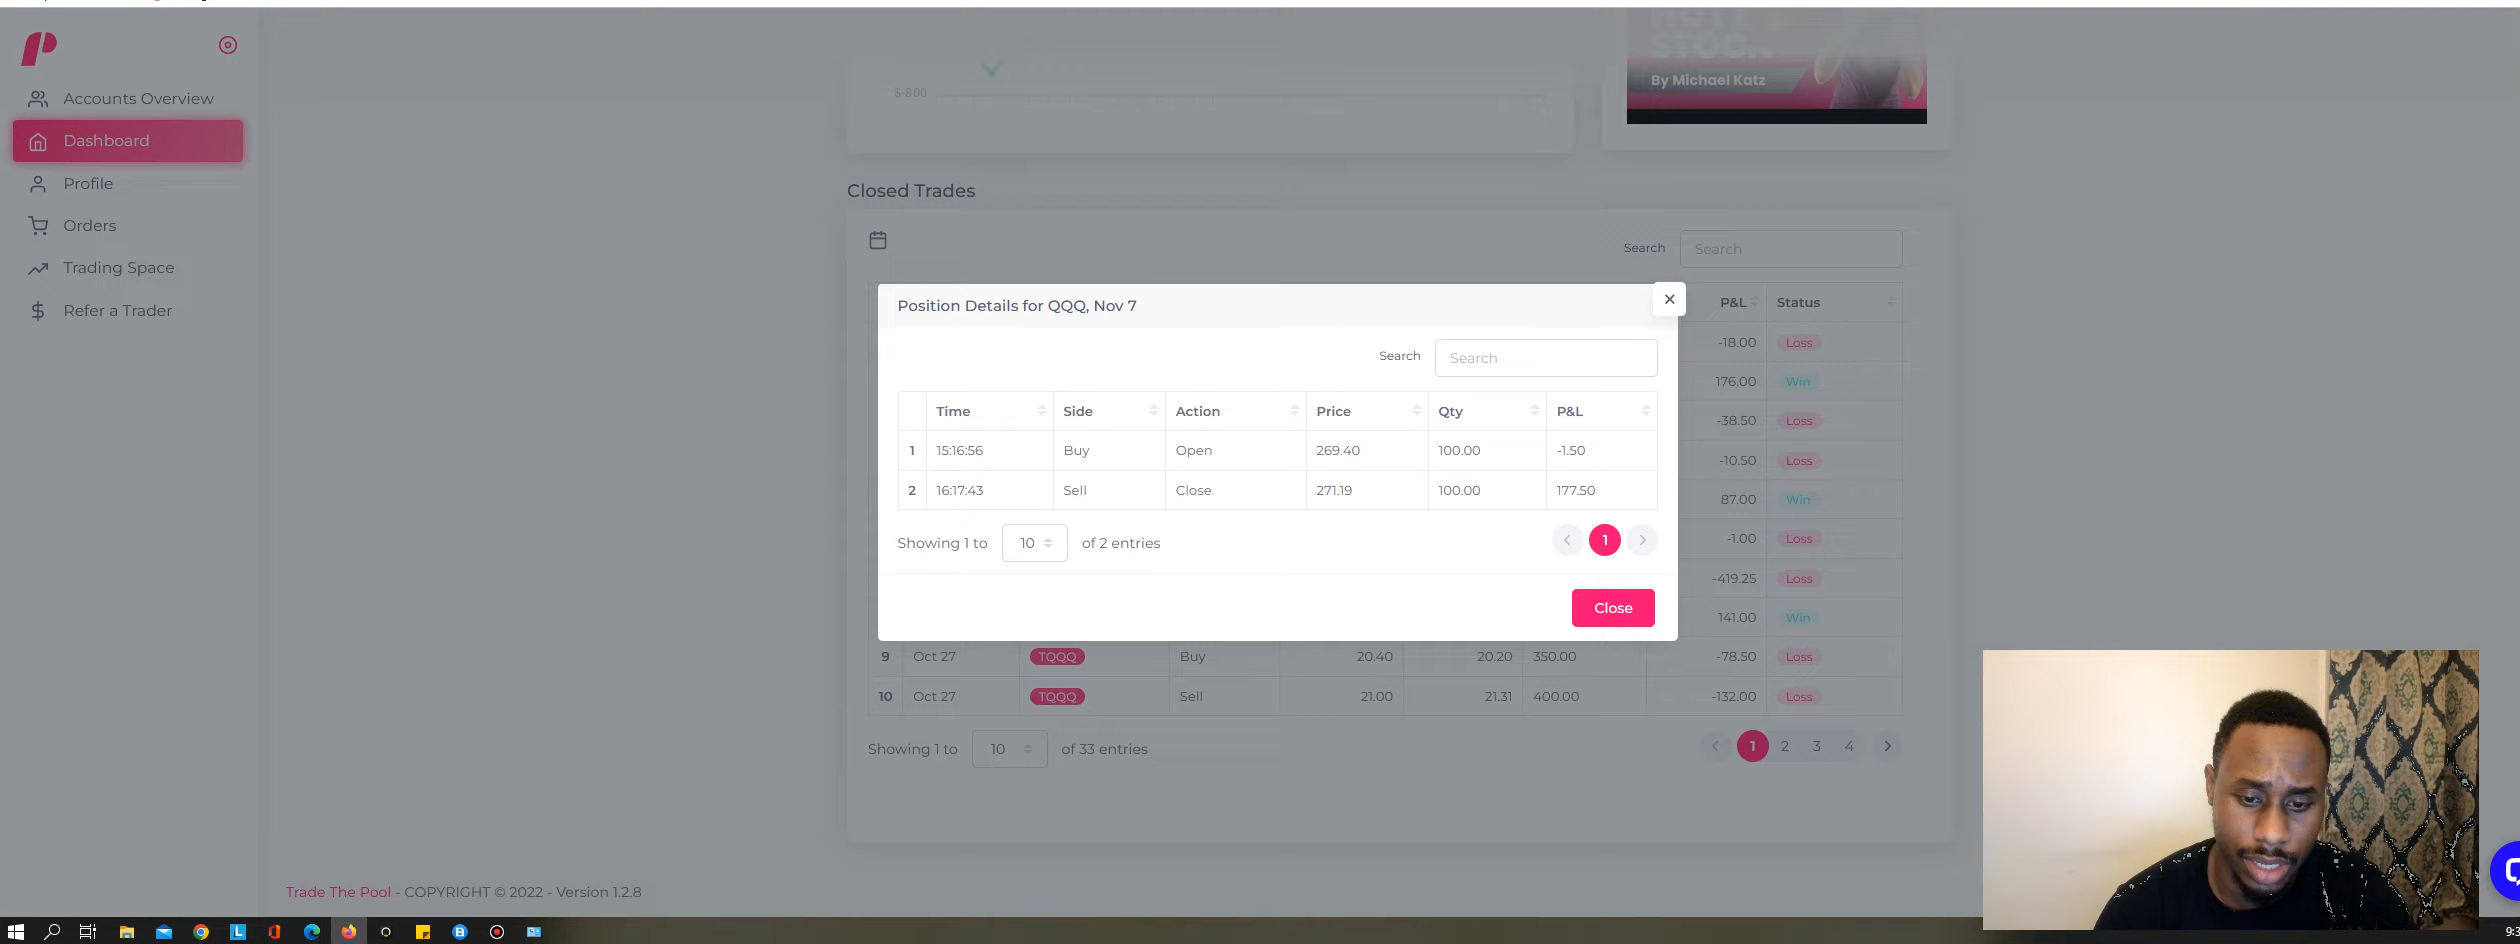 Accounts Overview
Dashboard
Profile
Orders
Trading Space
Refer a Trader
$-800
STOCK
By Michael Katz
Closed Trades
Search Search
P&L Status
-18.00 Loss
176.00 Win
-38.50 Loss
-10.50 Loss
87.00 Win
-1.00 Loss
-419.25 Loss
141.00 Win
Position Details for QQQ, Nov 7
Search Search
Time Side Action Price Qty P&L
1 15:16:56 Buy Open 269.40 100.00 -1.50
2 16:17:43 Sell Close 271.19 100.00 177.50
Showing 1 to 10 of 2 entries 1
Close
9 Oct 27 TQQQ Buy 20.40 20.20 350.00 -78.50 Loss
10 Oct 27 TQQQ Sell 21.00 21.31 400.00 -132.00 Loss
Showing 1 to 10 of 33 entries 1 2 3 4
Trade The Pool - COPYRIGHT © 2022 - Version 1.2.8